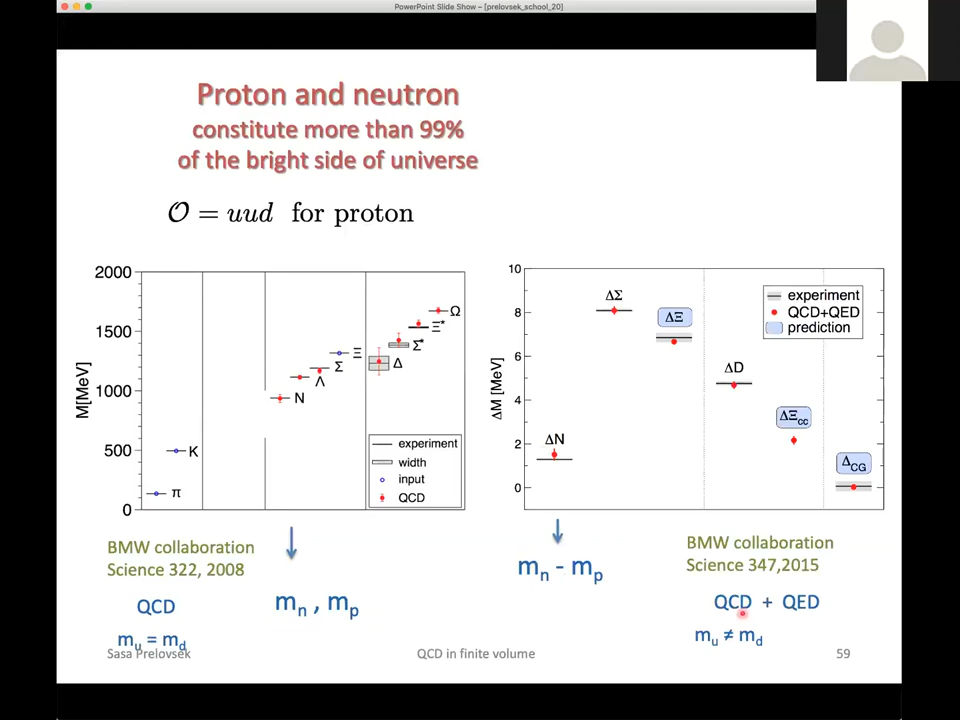 PowerPoint Slide Show – [prelovsek_school_20]
Proton and neutron
constitute more than 99%
of the bright side of universe
𝒪 = uud for proton
2000
1500
1000
500
0
M[MeV]
π
K
N
Λ
Σ
Ξ
Δ
Σ*
Ξ*
Ω
experiment
width
input
QCD
10
8
6
4
2
0
ΔM [MeV]
ΔN
ΔΣ
ΔΞ
ΔD
ΔΞcc
ΔCG
experiment
QCD+QED
prediction
BMW collaboration
Science 322, 2008
QCD
mu = md
mn , mp
mn - mp
BMW collaboration
Science 347,2015
QCD + QED
mu ≠ md
Sasa Prelovsek
QCD in finite volume
59